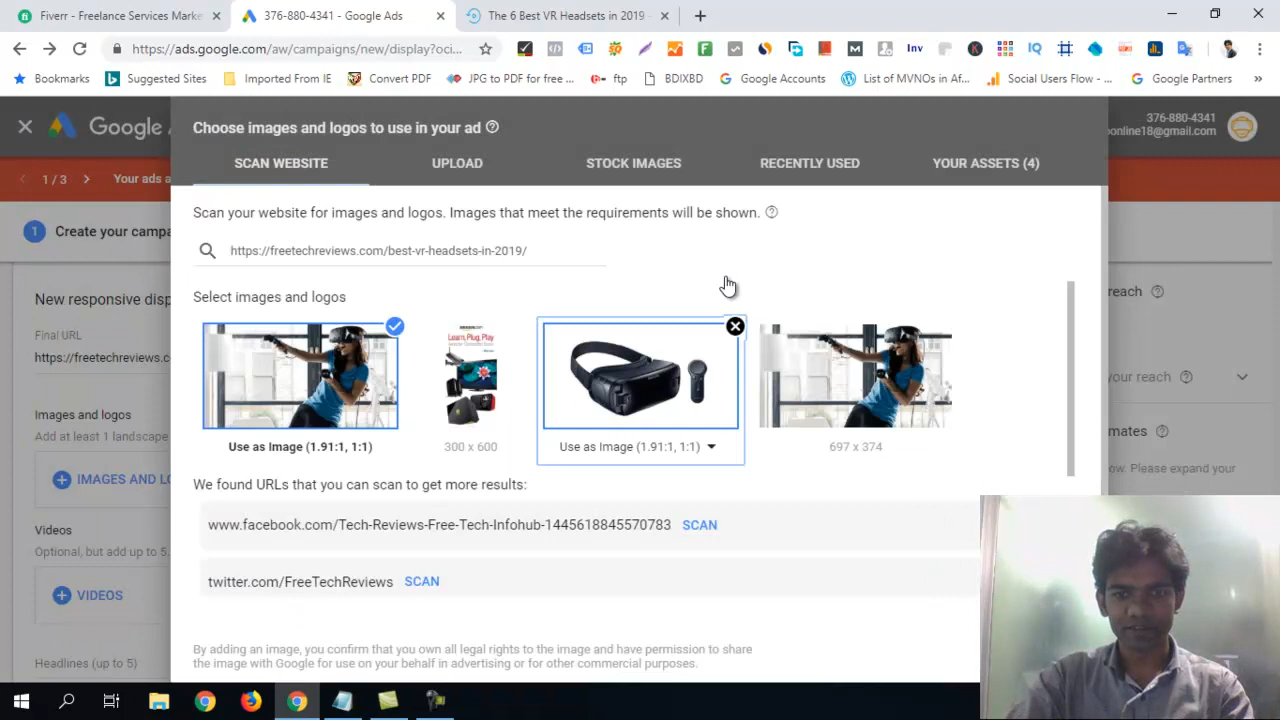 Fiverr - Freelance Services Marke
376-880-4341 - Google Ads
The 6 Best VR Headsets in 2019 -
https://ads.google.com/aw/campaigns/new/display?oci...
Inv
IQ
Bookmarks
Suggested Sites
Imported From IE
Convert PDF
JPG to PDF for free ...
ftp
BDIXBD
Google Accounts
List of MVNOs in Af...
Social Users Flow - ...
Google Partners
Google
376-880-4341
oonline18@gmail.com
1 / 3
Your ads a
1
Create your campa
New responsive disp
Final URL
https://freetechreviews.c
Images and logos
Add at least 1 landscape
IMAGES AND LO
Videos
Optional, but add up to 5.
VIDEOS
Headlines (up to 5)
Choose images and logos to use in your ad
SCAN WEBSITE
UPLOAD
STOCK IMAGES
RECENTLY USED
YOUR ASSETS (4)
Scan your website for images and logos. Images that meet the requirements will be shown.
https://freetechreviews.com/best-vr-headsets-in-2019/
Select images and logos
Learn, Plug, Play
Use as Image (1.91:1, 1:1)
300 x 600
Use as Image (1.91:1, 1:1)
697 x 374
We found URLs that you can scan to get more results:
www.facebook.com/Tech-Reviews-Free-Tech-Infohub-1445618845570783 SCAN
twitter.com/FreeTechReviews SCAN
By adding an image, you confirm that you own all legal rights to the image and have permission to share
the image with Google for use on your behalf in advertising or for other commercial purposes.
each
your reach
mates
w. Please expand your